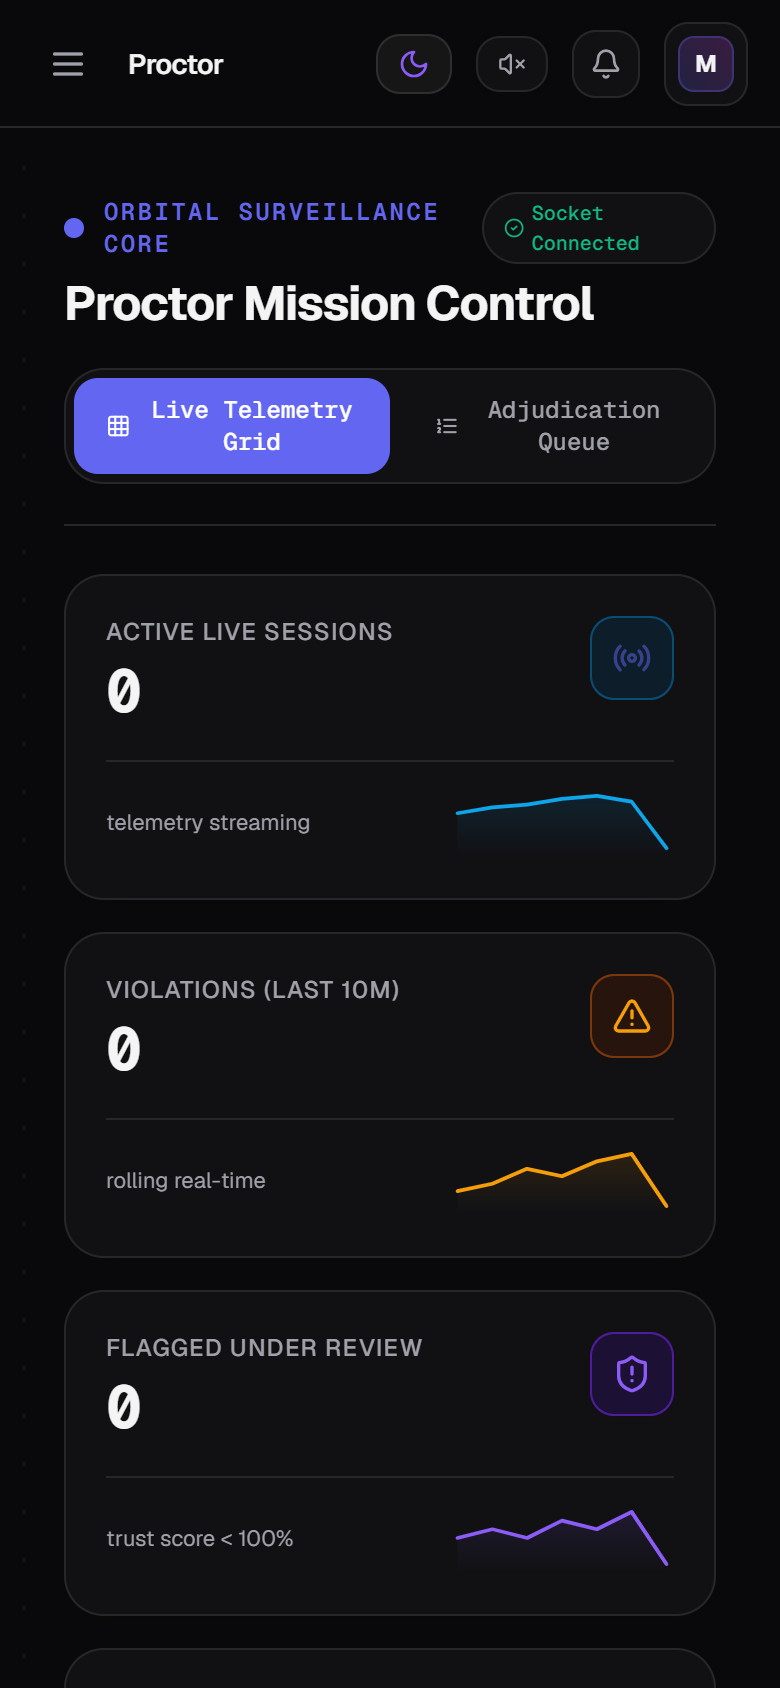 Proctor
M
ORBITAL SURVEILLANCE
CORE
Socket
Connected
Proctor Mission Control
Live Telemetry
Grid
Adjudication
Queue
ACTIVE LIVE SESSIONS
0
telemetry streaming
VIOLATIONS (LAST 10M)
0
rolling real-time
FLAGGED UNDER REVIEW
0
trust score < 100%